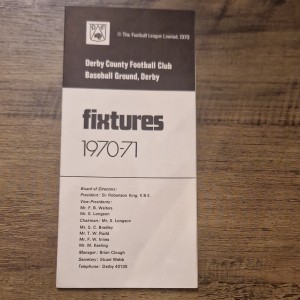 © The Football League Limited, 1970
Derby County Football Club
Baseball Ground, Derby
fixtures
1970-71
Board of Directors:
President: Sir Robertson King, K.B.E.
Vice-Presidents:
Mr. F. B. Walters
Mr. S. Longson
Chairman: Mr. S. Longson
Mr. S. C. Bradley
Mr. T. W. Rudd
Mr. F. W. Innes
Mr. M. Keeling
Manager: Brian Clough
Secretary: Stuart Webb
Telephone: Derby 40105